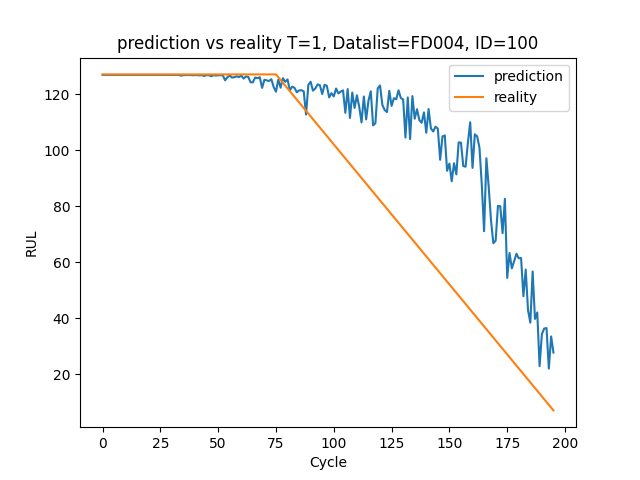 prediction vs reality T=1, Datalist=FD004, ID=100
prediction
reality
RUL
120
100
80
60
40
20
0 25 50 75 100 125 150 175 200
Cycle